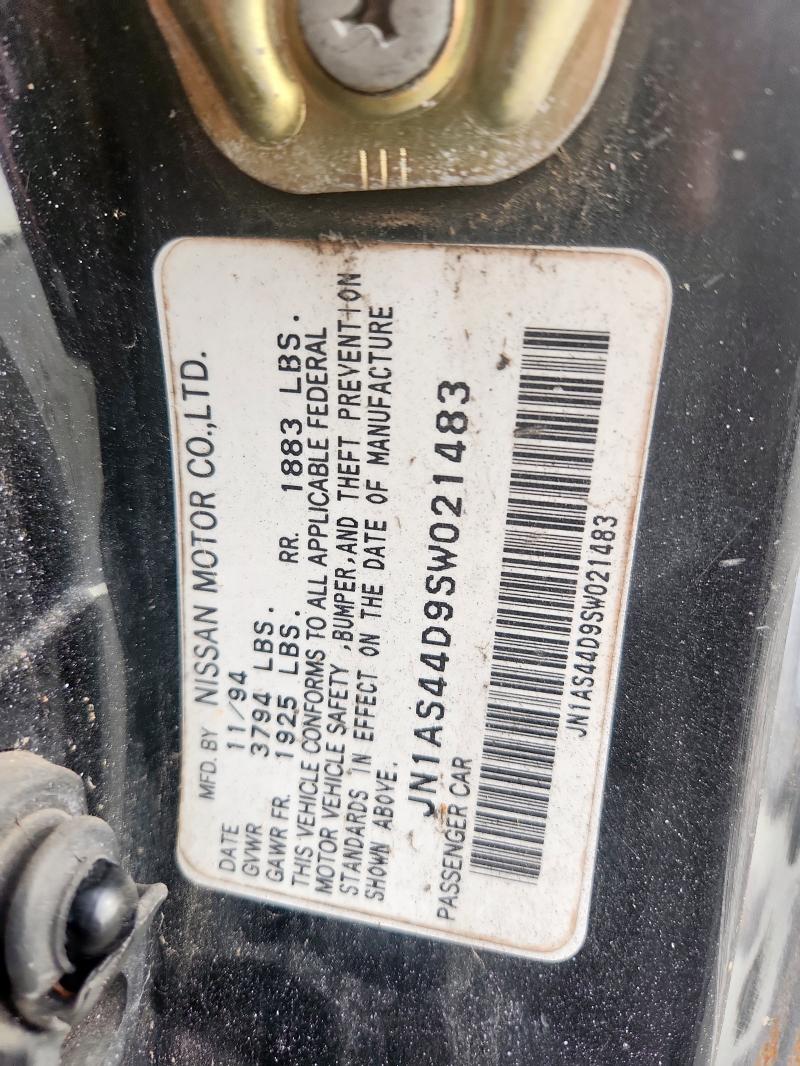 MFD. BY NISSAN MOTOR CO.,LTD.
DATE 11/94
GVWR 3794 LBS.
GAWR FR. 1925 LBS. RR. 1883 LBS.
THIS VEHICLE CONFORMS TO ALL APPLICABLE FEDERAL
MOTOR VEHICLE SAFETY ,BUMPER,AND THEFT PREVENTION
STANDARDS IN EFFECT ON THE DATE OF MANUFACTURE
SHOWN ABOVE.
JN1AS44D9SW021483
PASSENGER CAR
JN1AS44D9SW021483